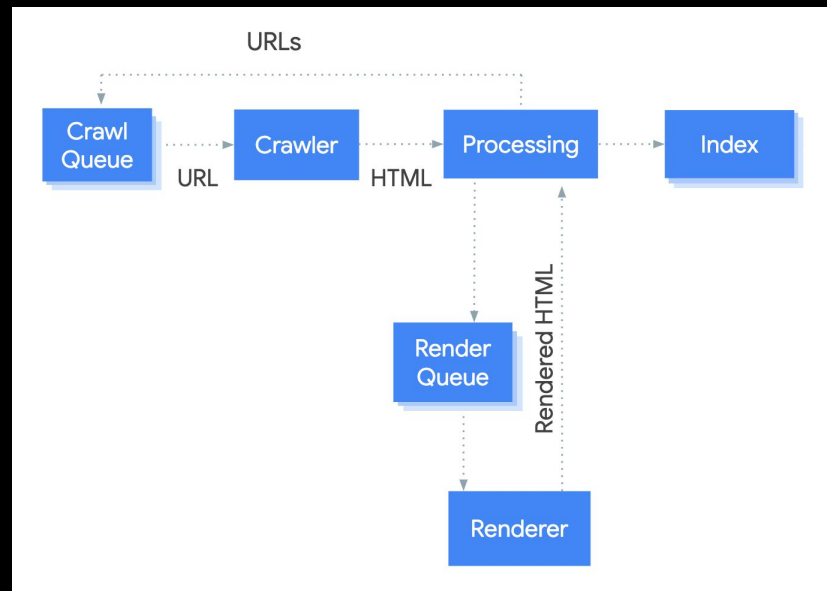 URLs
Crawl
Queue
URL
Crawler
HTML
Processing
Index
Render
Queue
Rendered HTML
Renderer